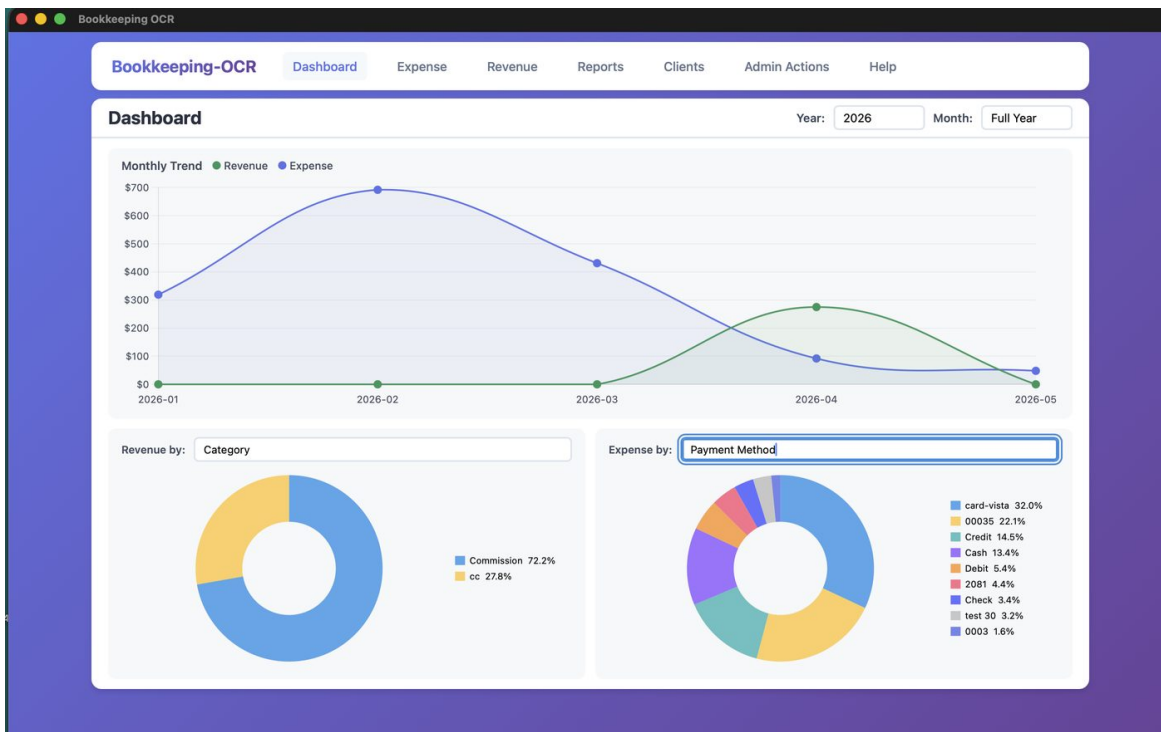 Bookkeeping OCR
Bookkeeping-OCR Dashboard Expense Revenue Reports Clients Admin Actions Help
Dashboard Year: 2026 Month: Full Year
Monthly Trend Revenue Expense
$700
$600
$500
$400
$300
$200
$100
$0
2026-01 2026-02 2026-03 2026-04 2026-05
Revenue by: Category
Commission 72.2%
cc 27.8%
Expense by: Payment Method
card-vista 32.0%
00035 22.1%
Credit 14.5%
Cash 13.4%
Debit 5.4%
2081 4.4%
Check 3.4%
test 30 3.2%
0003 1.6%